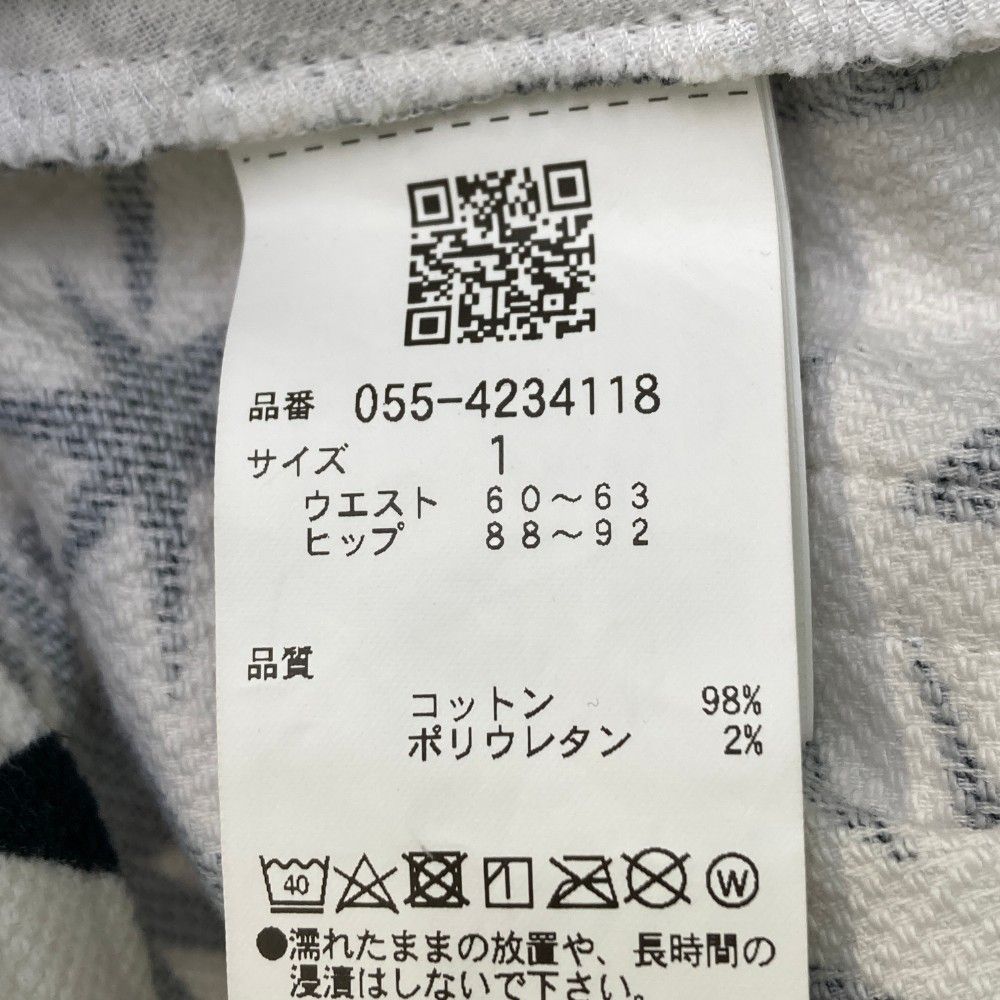 品番 055-4234118
サイズ 1
ウエスト 60～63
ヒップ 88～92
品質
コットン 98%
ポリウレタン 2%
40 W
●濡れたままの放置や、長時間の
浸漬はしないで下さい。